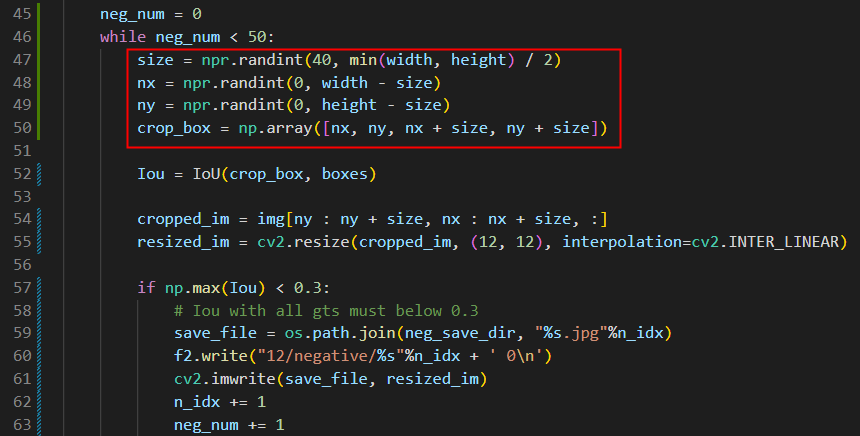 45 neg_num = 0
46 while neg_num < 50:
47 size = npr.randint(40, min(width, height) / 2)
48 nx = npr.randint(0, width - size)
49 ny = npr.randint(0, height - size)
50 crop_box = np.array([nx, ny, nx + size, ny + size])
51
52 Iou = IoU(crop_box, boxes)
53
54 cropped_im = img[ny : ny + size, nx : nx + size, :]
55 resized_im = cv2.resize(cropped_im, (12, 12), interpolation=cv2.INTER_LINEAR)
56
57 if np.max(Iou) < 0.3:
58 # Iou with all gts must below 0.3
59 save_file = os.path.join(neg_save_dir, "%s.jpg"%n_idx)
60 f2.write("12/negative/%s"%n_idx + ' 0\n')
61 cv2.imwrite(save_file, resized_im)
62 n_idx += 1
63 neg_num += 1